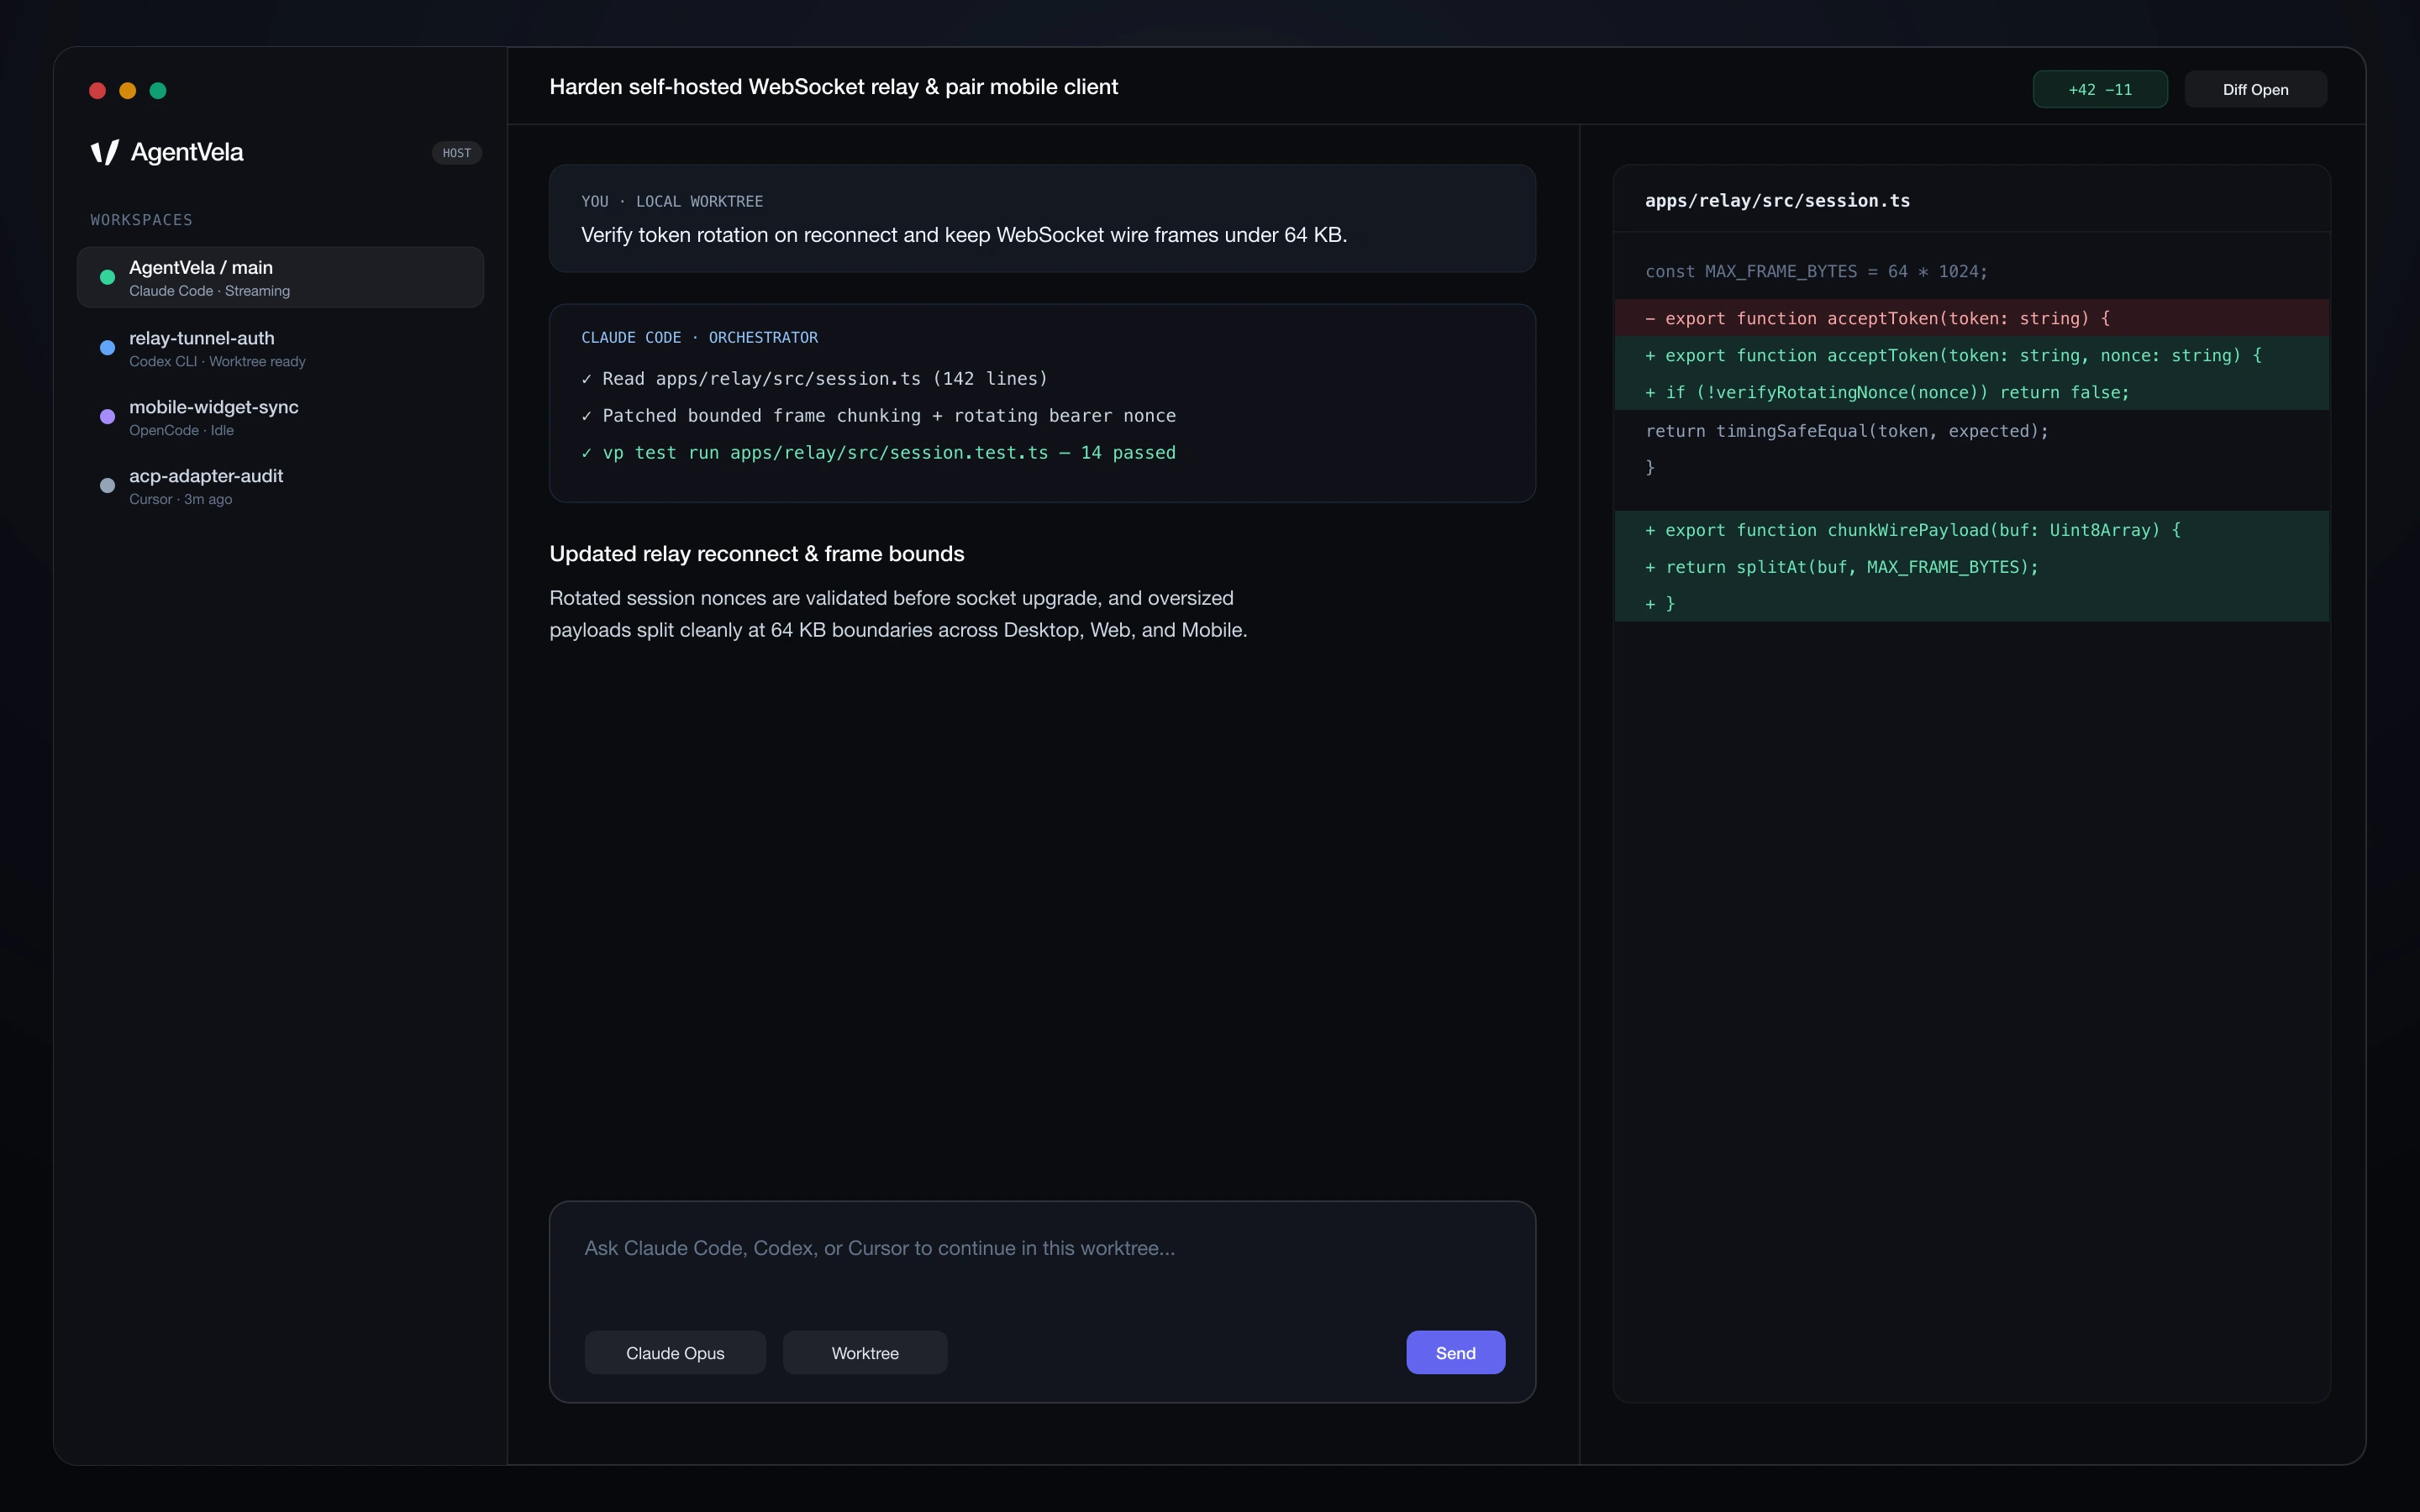 AgentVela
HOST
WORKSPACES
AgentVela / main
Claude Code · Streaming
relay-tunnel-auth
Codex CLI · Worktree ready
mobile-widget-sync
OpenCode · Idle
acp-adapter-audit
Cursor · 3m ago
Harden self-hosted WebSocket relay & pair mobile client
+42 −11
Diff Open
YOU · LOCAL WORKTREE
Verify token rotation on reconnect and keep WebSocket wire frames under 64 KB.
CLAUDE CODE · ORCHESTRATOR
✓ Read apps/relay/src/session.ts (142 lines)
✓ Patched bounded frame chunking + rotating bearer nonce
✓ vp test run apps/relay/src/session.test.ts — 14 passed
Updated relay reconnect & frame bounds
Rotated session nonces are validated before socket upgrade, and oversized
payloads split cleanly at 64 KB boundaries across Desktop, Web, and Mobile.
Ask Claude Code, Codex, or Cursor to continue in this worktree...
Claude Opus
Worktree
Send
apps/relay/src/session.ts
const MAX_FRAME_BYTES = 64 * 1024;
− export function acceptToken(token: string) {
+ export function acceptToken(token: string, nonce: string) {
+ if (!verifyRotatingNonce(nonce)) return false;
return timingSafeEqual(token, expected);
}
+ export function chunkWirePayload(buf: Uint8Array) {
+ return splitAt(buf, MAX_FRAME_BYTES);
+ }